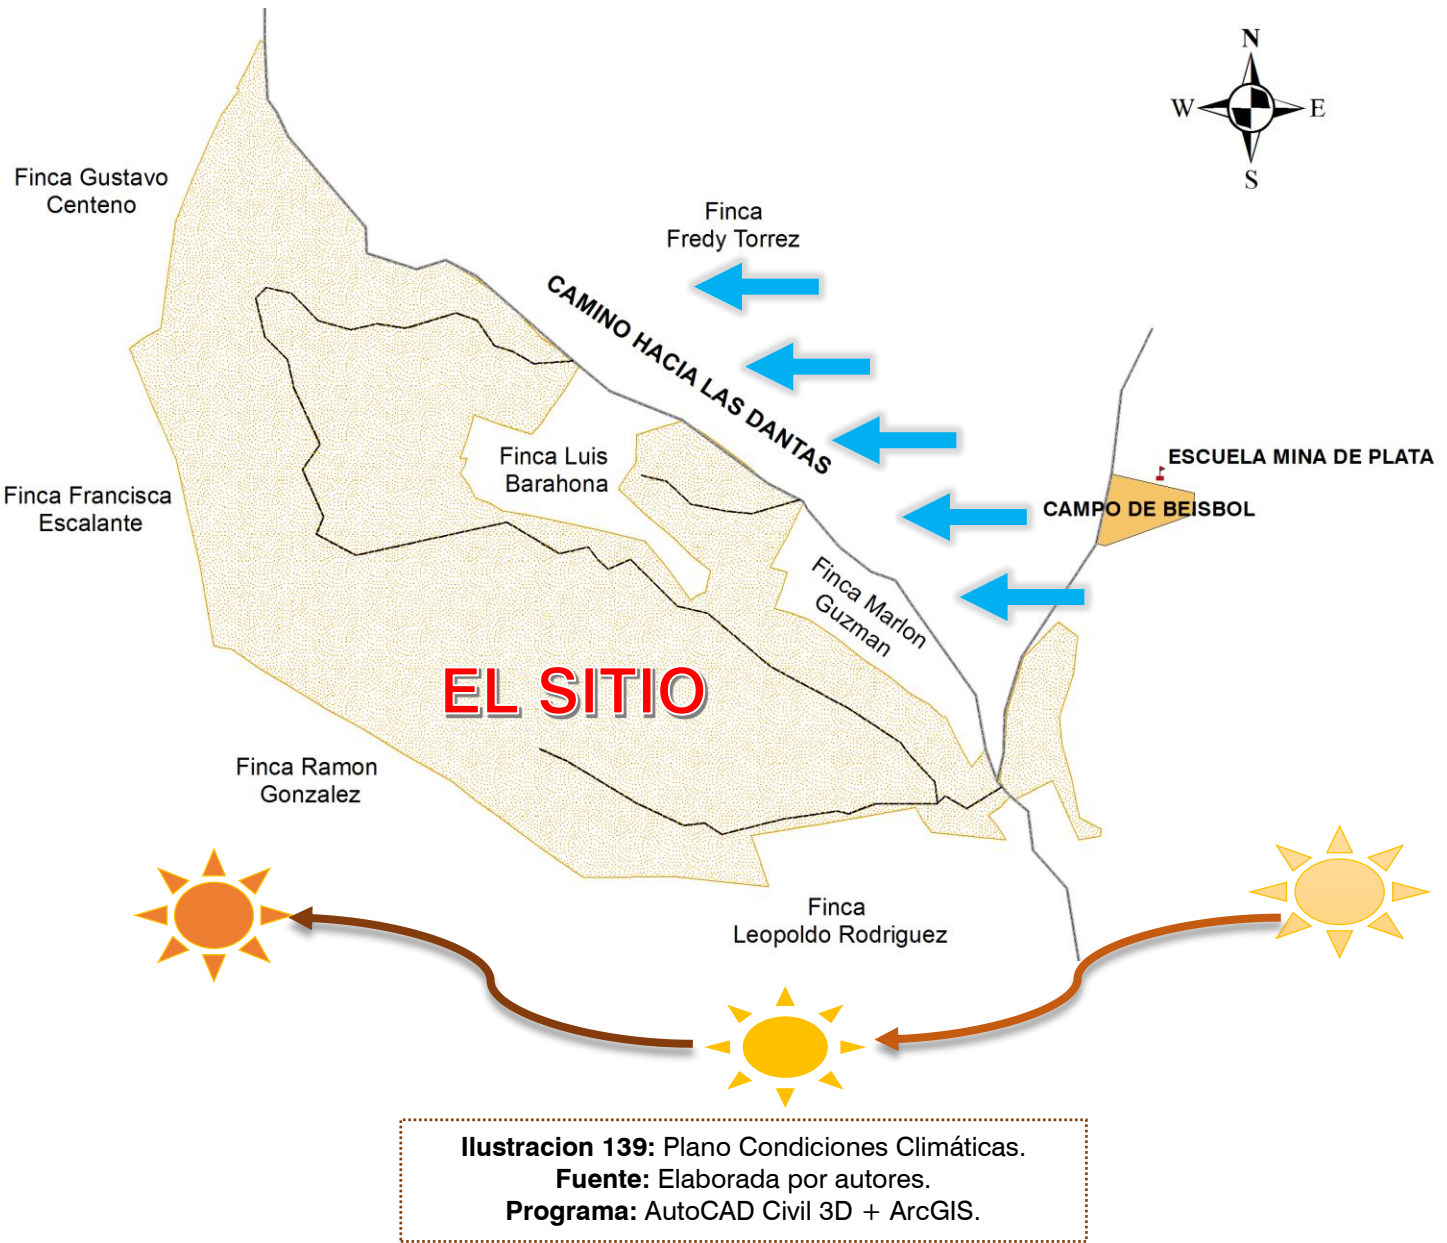 N
W
E
S
Finca Gustavo
Centeno
Finca
Fredy Torrez
CAMINO HACIA LAS DANTAS
ESCUELA MINA DE PLATA
Finca Luis
Barahona
Finca Francisca
Escalante
CAMPO DE BEISBOL
Finca Marlon
Guzman
EL SITIO
Finca Ramon
Gonzalez
Finca
Leopoldo Rodriguez
Ilustracion 139: Plano Condiciones Climáticas.
Fuente: Elaborada por autores.
Programa: AutoCAD Civil 3D + ArcGIS.